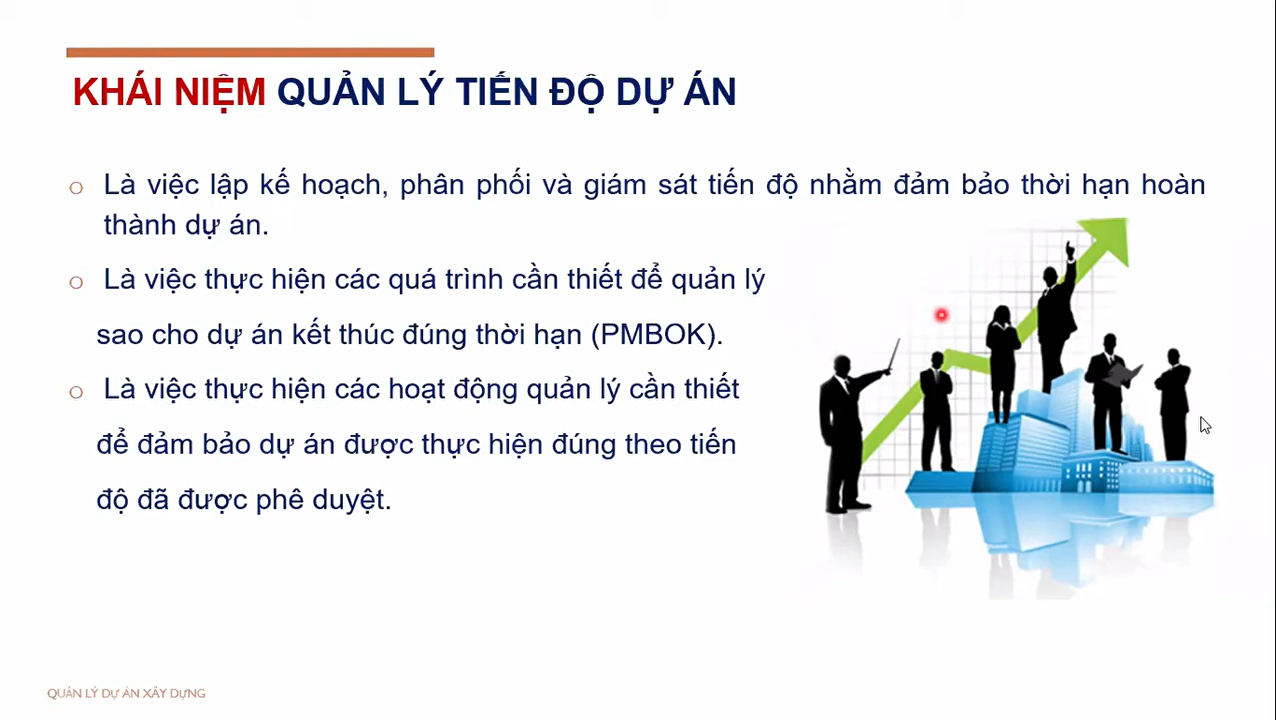 KHÁI NIỆM QUẢN LÝ TIẾN ĐỘ DỰ ÁN
Là việc lập kế hoạch, phân phối và giám sát tiến độ nhằm đảm bảo thời hạn hoàn
thành dự án.
Là việc thực hiện các quá trình cần thiết để quản lý
sao cho dự án kết thúc đúng thời hạn (PMBOK).
Là việc thực hiện các hoạt động quản lý cần thiết
để đảm bảo dự án được thực hiện đúng theo tiến
độ đã được phê duyệt.
QUẢN LÝ DỰ ÁN XÂY DỰNG